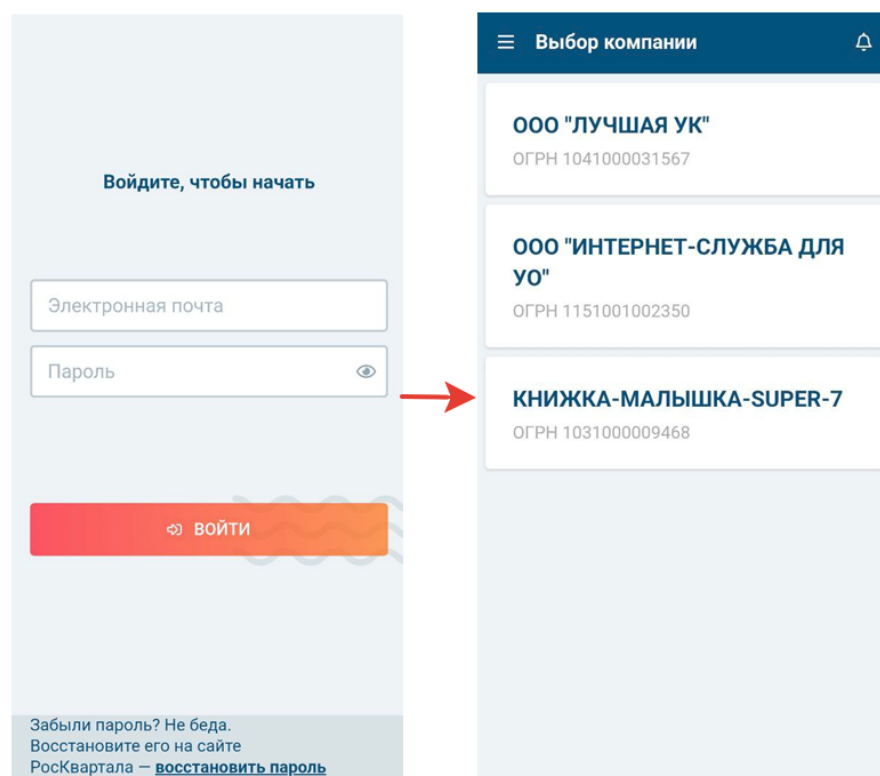 Войдите, чтобы начать
Электронная почта
Пароль
ВОЙТИ
Забыли пароль? Не беда.
Восстановите его на сайте
РосКвартала — восстановить пароль
Выбор компании
ООО "ЛУЧШАЯ УК"
ОГРН 1041000031567
ООО "ИНТЕРНЕТ-СЛУЖБА ДЛЯ
УО"
ОГРН 1151001002350
КНИЖКА-МАЛЫШКА-SUPER-7
ОГРН 1031000009468